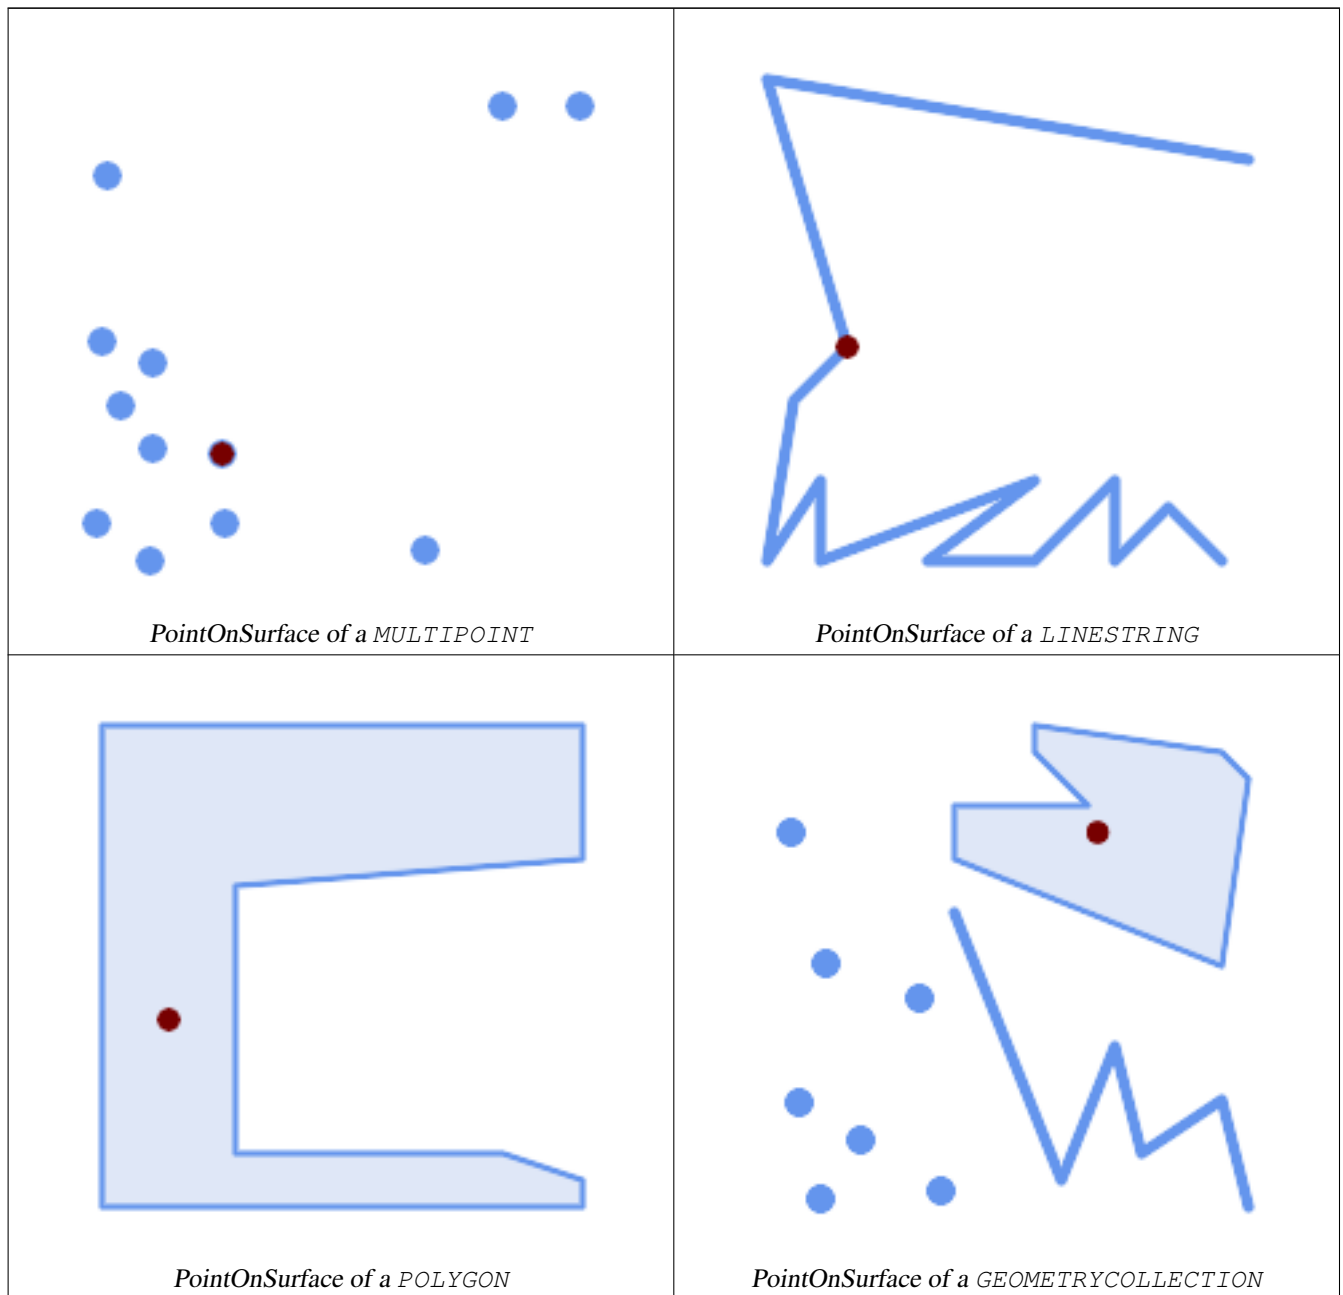 PointOnSurface of a MULTIPOINT
PointOnSurface of a LINESTRING
PointOnSurface of a POLYGON
PointOnSurface of a GEOMETRYCOLLECTION